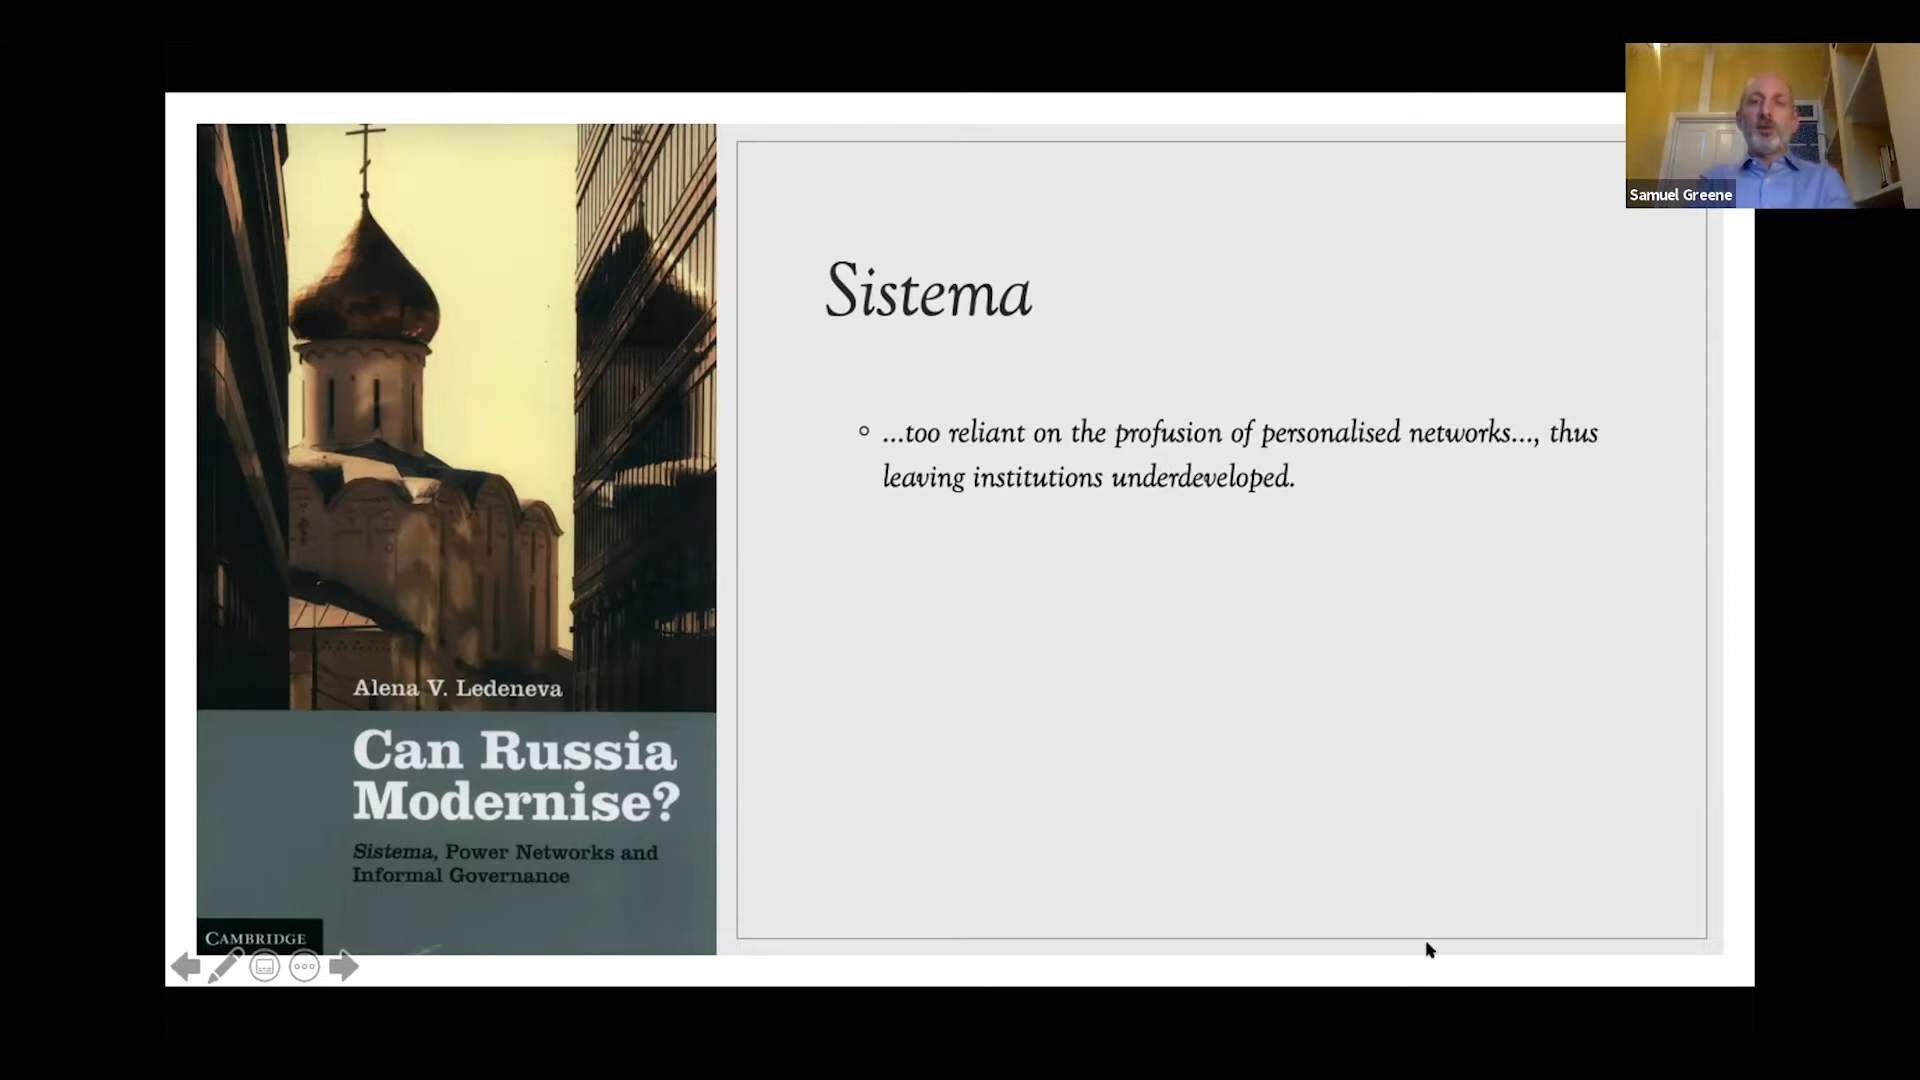 Samuel Greene
Sistema
...too reliant on the profusion of personalised networks..., thus
leaving institutions underdeveloped.
Alena V. Ledeneva
Can Russia
Modernise?
Sistema, Power Networks and
Informal Governance
CAMBRIDGE